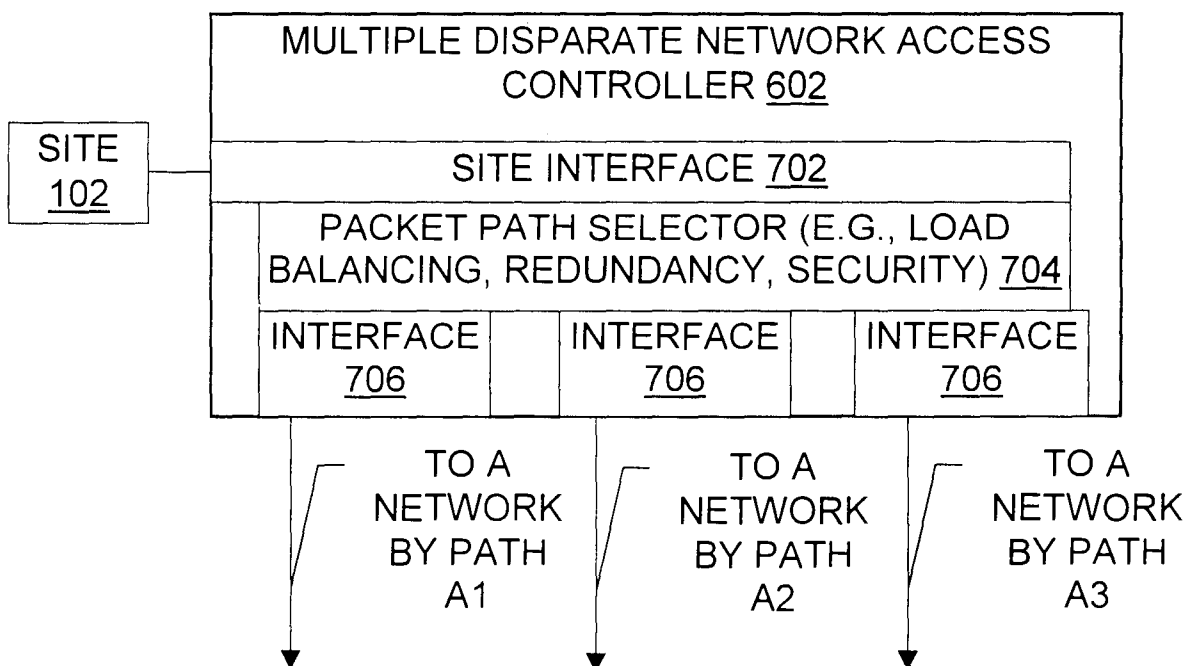 MULTIPLE DISPARATE NETWORK ACCESS
CONTROLLER 602
SITE
102
SITE INTERFACE 702
PACKET PATH SELECTOR (E.G., LOAD
BALANCING, REDUNDANCY, SECURITY) 704
INTERFACE
706
INTERFACE
706
INTERFACE
706
TO A
NETWORK
BY PATH
A1
TO A
NETWORK
BY PATH
A2
TO A
NETWORK
BY PATH
A3